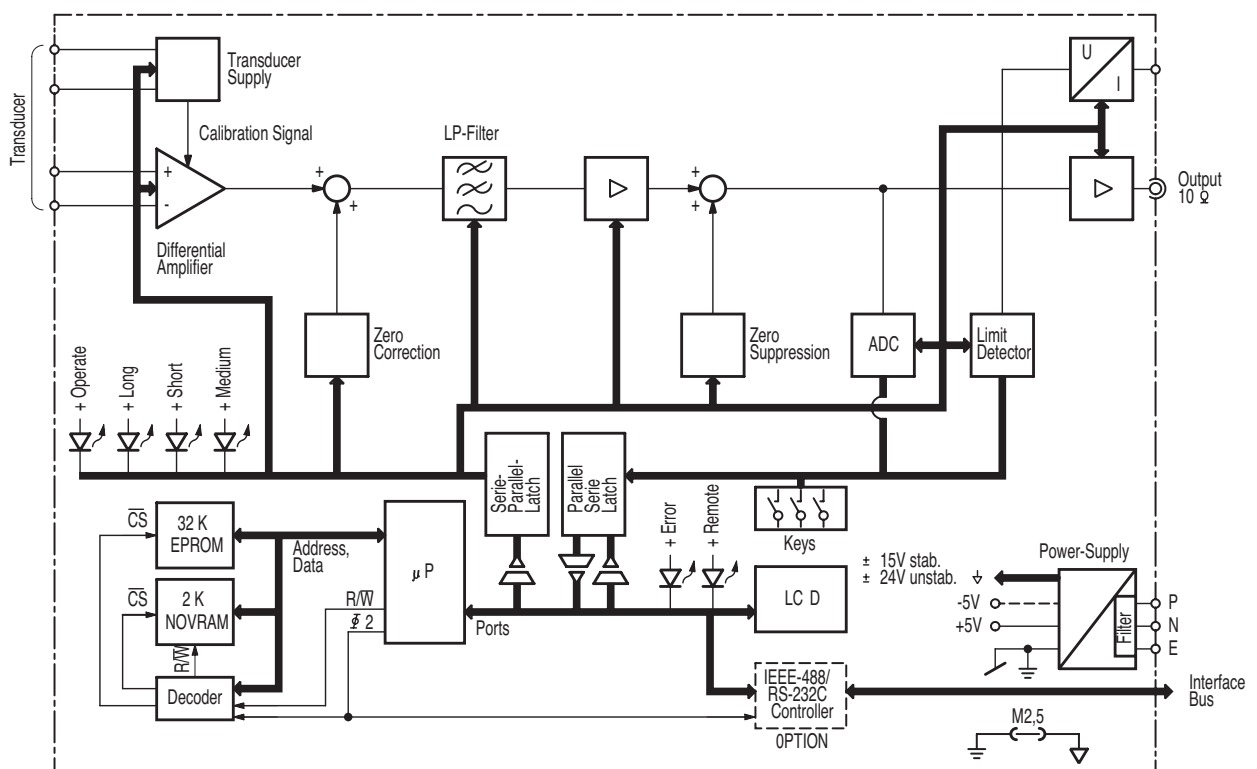 Transducer
Transducer
Supply
Calibration Signal
+
-
Differential
Amplifier
+
+
LP-Filter
+
+
U
I
Output
10 Ω
Zero
Correction
Zero
Suppression
ADC
Limit
Detector
+ Operate
+ Long
+ Short
+ Medium
Serie-
Parallel-
Latch
Parallel
Serie
Latch
Keys
+ Error
+ Remote
CS
32 K
EPROM
Address,
Data
μP
CS
2 K
NOVRAM
R/W
R/W
ϕ 2
Ports
Decoder
LC D
IEEE-488/
RS-232C
Controller
OPTION
Power-Supply
± 15V stab.
± 24V unstab.
-5V
+5V
Filter
P
N
E
Interface
Bus
M2,5